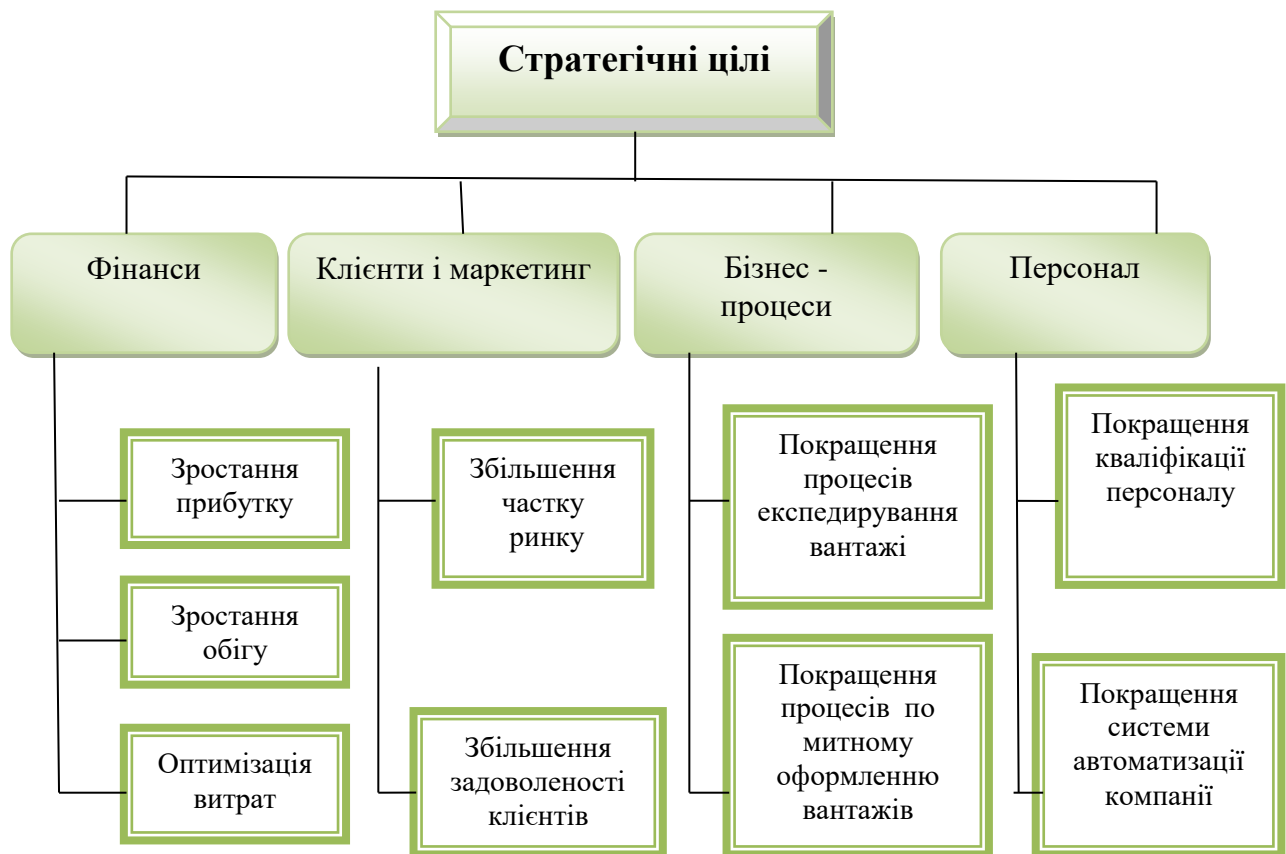 Стратегічні цілі
Фінанси
Клієнти і маркетинг
Бізнес -
процеси
Персонал
Зростання
прибутку
Зростання
обігу
Оптимізація
витрат
Збільшення
частку
ринку
Збільшення
задоволеності
клієнтів
Покращення
процесів
експедирування
вантажі
Покращення
процесів по
митному
оформленню
вантажів
Покращення
кваліфікації
персоналу
Покращення
системи
автоматизації
компанії